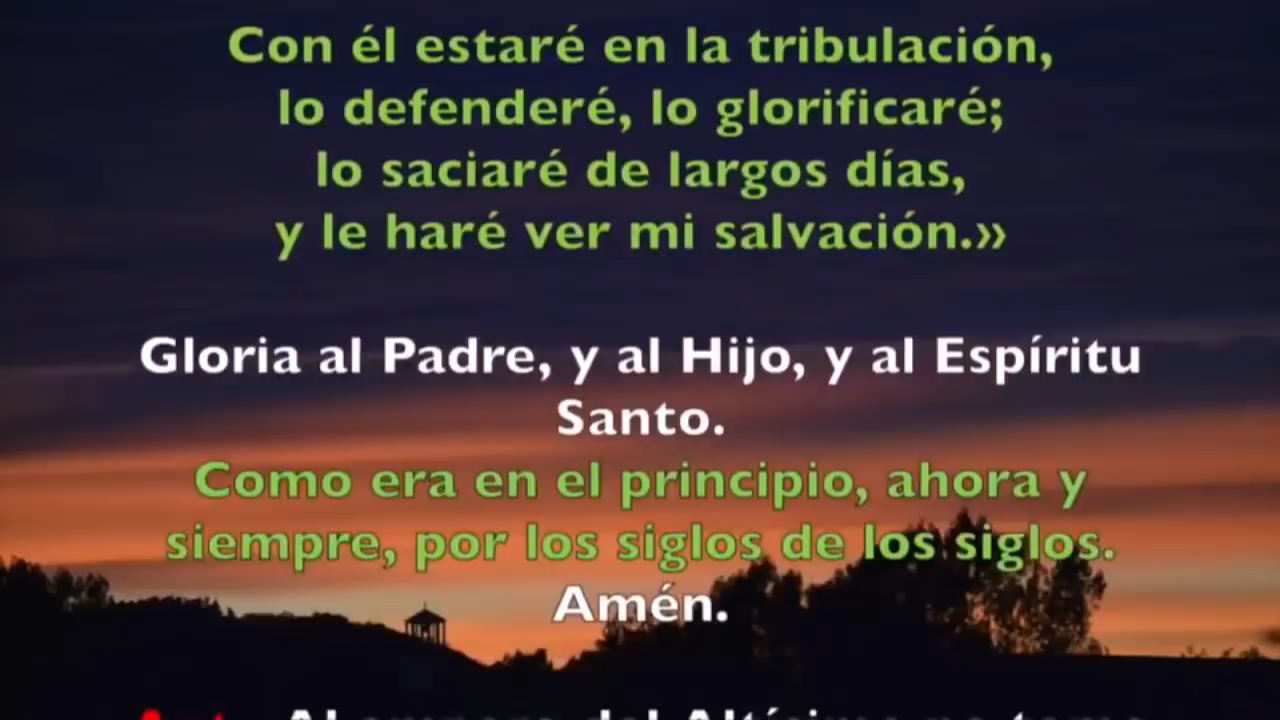 Con él estaré en la tribulación,
lo defenderé, lo glorificaré;
lo saciaré de largos días,
y le haré ver mi salvación.»
Gloria al Padre, y al Hijo, y al Espíritu
Santo.
Como era en el principio, ahora y
siempre, por los siglos de los siglos.
Amén.